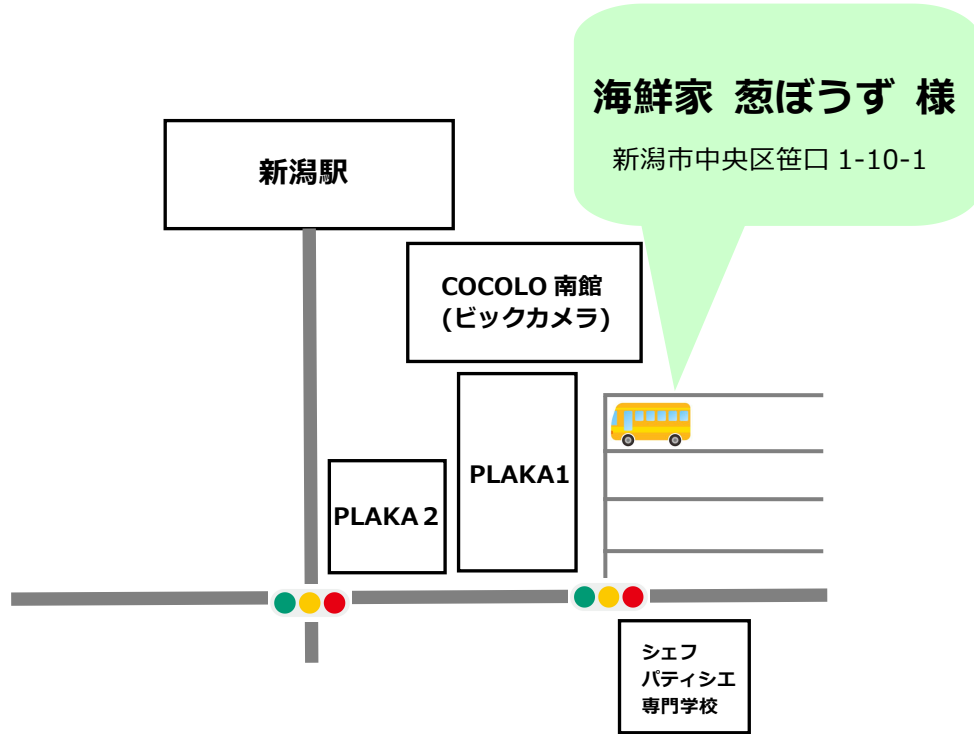 海鮮家 葱ぼうず 様
新潟市中央区笹口 1-10-1
新潟駅
COCOLO 南館
(ビックカメラ)
PLAKA1
PLAKA２
シェフ
パティシエ
専門学校